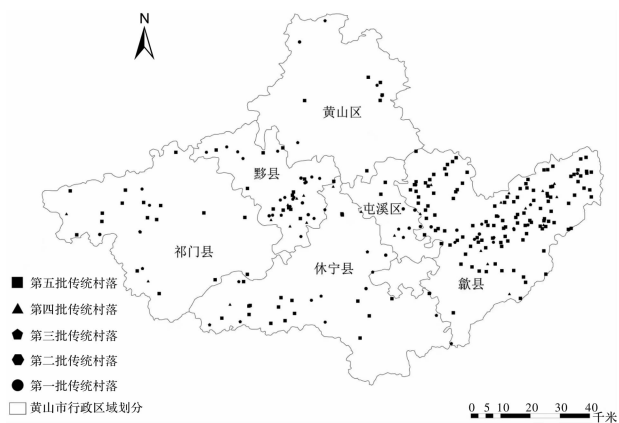 N
黄山区
黟县
屯溪区
祁门县
休宁县
歙县
第五批传统村落
第四批传统村落
第三批传统村落
第二批传统村落
第一批传统村落
黄山市行政区域划分
0 5 10 20 30 40
千米